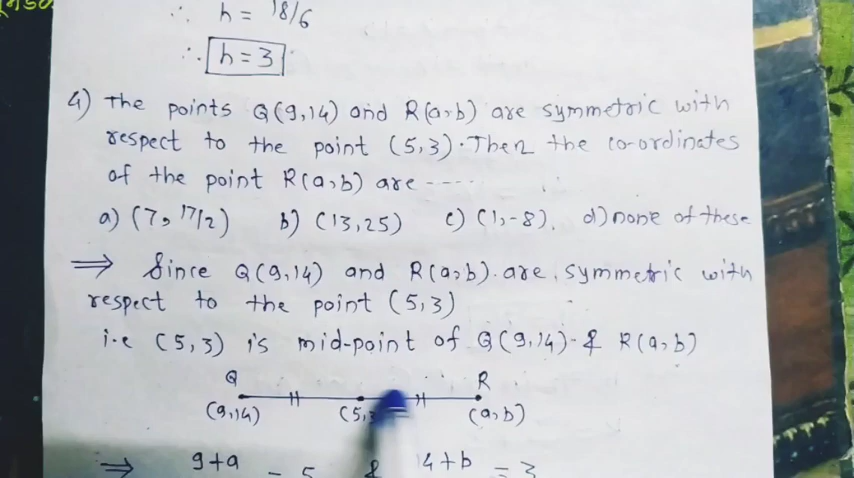 ∴ h = 18/6
∴ h = 3
4) The points Q(9,14) and R(a,b) are symmetric with
respect to the point (5,3). Then the co-ordinates
of the point R(a,b) are ----
a) (7, 17/2) b) (13,25) c) (1,-8). d) none of these
⇒ Since Q(9,14) and R(a,b) are symmetric with
respect to the point (5,3)
i.e (5,3) is mid-point of Q(9,14) & R(a,b)
Q R
(9,14) (5, (a,b)
⇒ 9+a = 5 & 14+b = 3